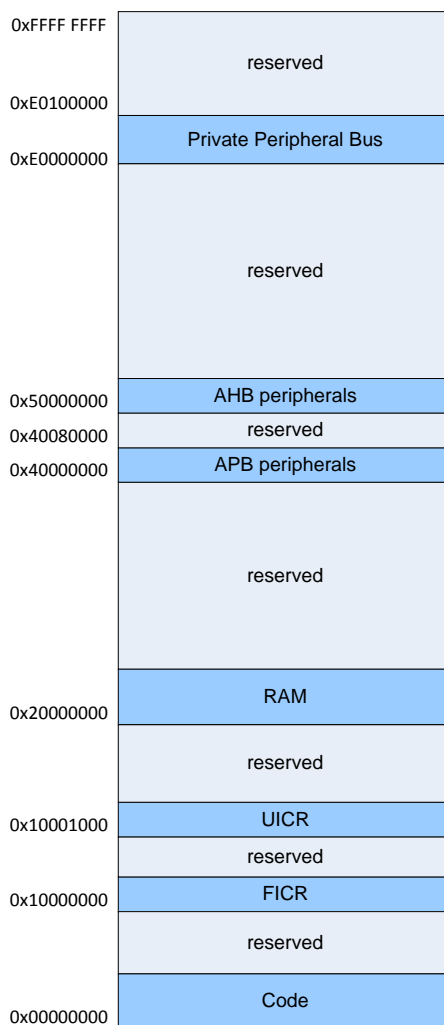 0xFFFF FFFF
reserved
0xE0100000
Private Peripheral Bus
0xE0000000
reserved
AHB peripherals
0x50000000
reserved
0x40080000
APB peripherals
0x40000000
reserved
RAM
0x20000000
reserved
UICR
0x10001000
reserved
FICR
0x10000000
reserved
Code
0x00000000